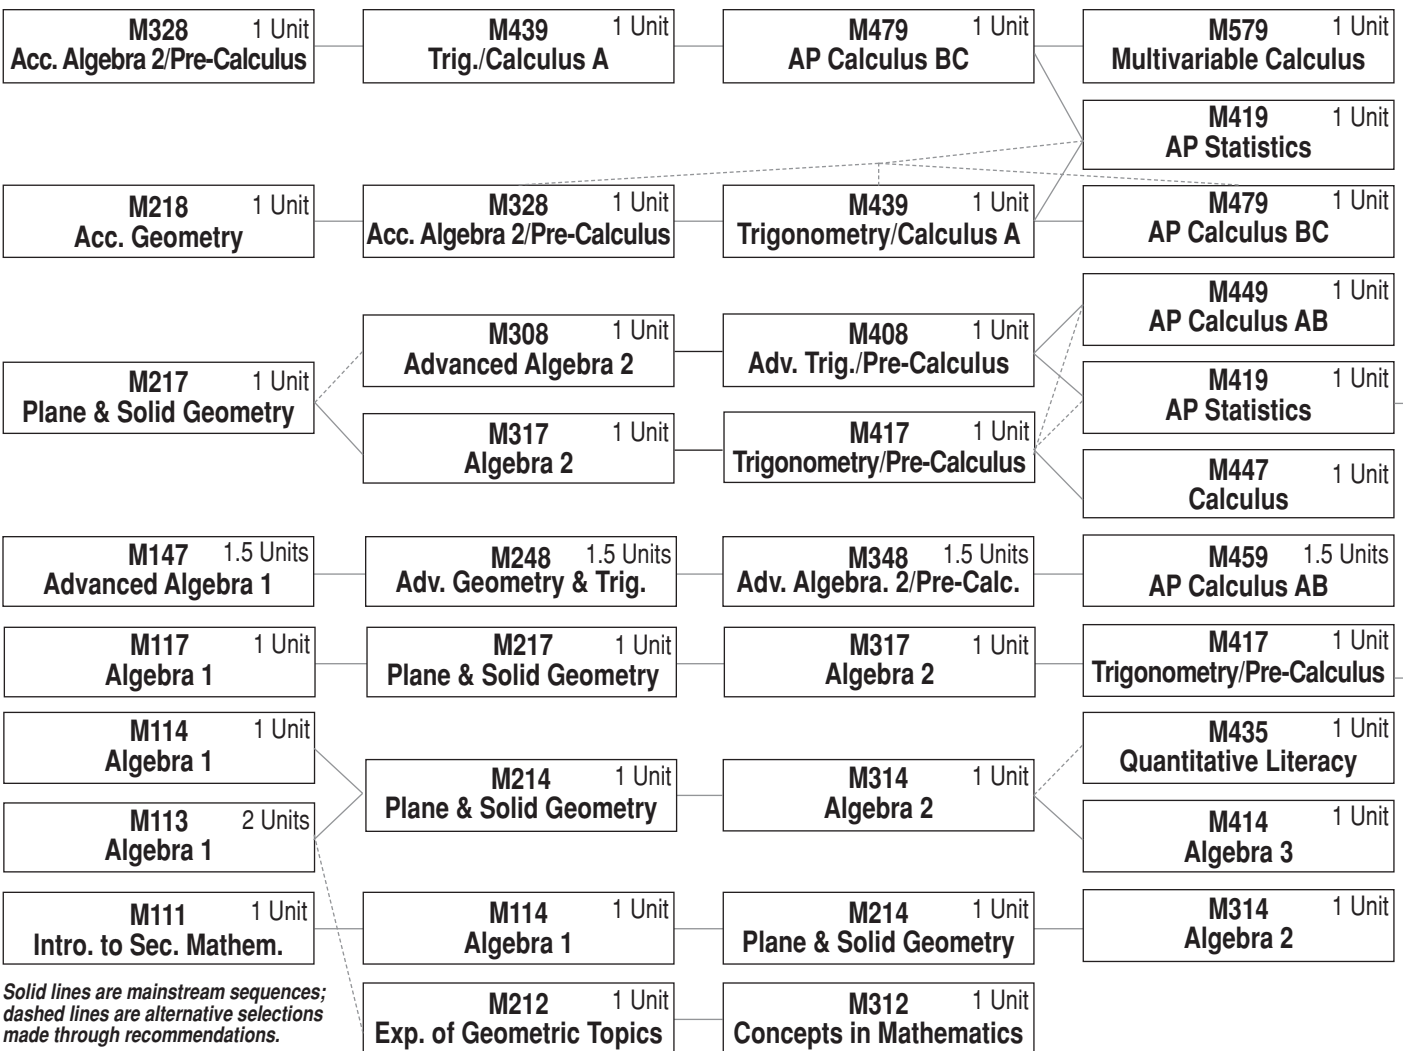 M328 1 Unit
Acc. Algebra 2/Pre-Calculus
M439 1 Unit
Trig./Calculus A
M479 1 Unit
AP Calculus BC
M579 1 Unit
Multivariable Calculus
M419 1 Unit
AP Statistics
M218 1 Unit
Acc. Geometry
M328 1 Unit
Acc. Algebra 2/Pre-Calculus
M439 1 Unit
Trigonometry/Calculus A
M479 1 Unit
AP Calculus BC
M449 1 Unit
AP Calculus AB
M217 1 Unit
Plane & Solid Geometry
M308 1 Unit
Advanced Algebra 2
M408 1 Unit
Adv. Trig./Pre-Calculus
M419 1 Unit
AP Statistics
M317 1 Unit
Algebra 2
M417 1 Unit
Trigonometry/Pre-Calculus
M447 1 Unit
Calculus
M147 1.5 Units
Advanced Algebra 1
M248 1.5 Units
Adv. Geometry & Trig.
M348 1.5 Units
Adv. Algebra. 2/Pre-Calc.
M459 1.5 Units
AP Calculus AB
M117 1 Unit
Algebra 1
M217 1 Unit
Plane & Solid Geometry
M317 1 Unit
Algebra 2
M417 1 Unit
Trigonometry/Pre-Calculus
M114 1 Unit
Algebra 1
M113 2 Units
Algebra 1
M214 1 Unit
Plane & Solid Geometry
M314 1 Unit
Algebra 2
M435 1 Unit
Quantitative Literacy
M414 1 Unit
Algebra 3
M111 1 Unit
Intro. to Sec. Mathem.
M114 1 Unit
Algebra 1
M214 1 Unit
Plane & Solid Geometry
M314 1 Unit
Algebra 2
M212 1 Unit
Exp. of Geometric Topics
M312 1 Unit
Concepts in Mathematics
Solid lines are mainstream sequences;
dashed lines are alternative selections
made through recommendations.